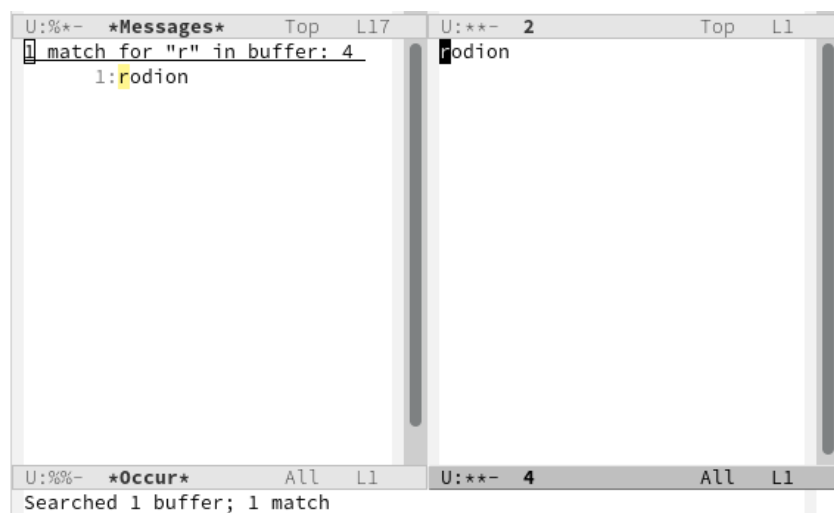 U:%*-  *Messages*     Top   L17
U:**-  2              Top   L1
1 match for "r" in buffer: 4
      1:rodion
rodion
U:%%-  *Occur*        All   L1
U:**-  4              All   L1
Searched 1 buffer; 1 match